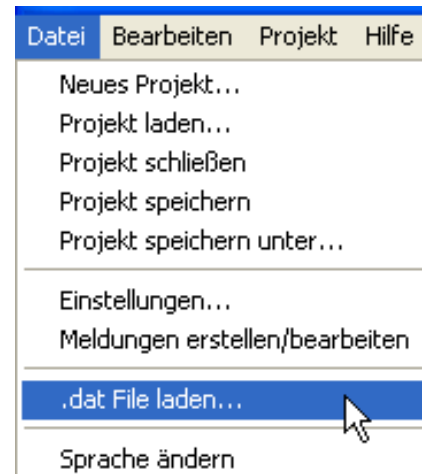 Datei Bearbeiten Projekt Hilfe
Neues Projekt...
Projekt laden...
Projekt schließen
Projekt speichern
Projekt speichern unter...
Einstellungen...
Meldungen erstellen/bearbeiten
.dat File laden...
Sprache ändern